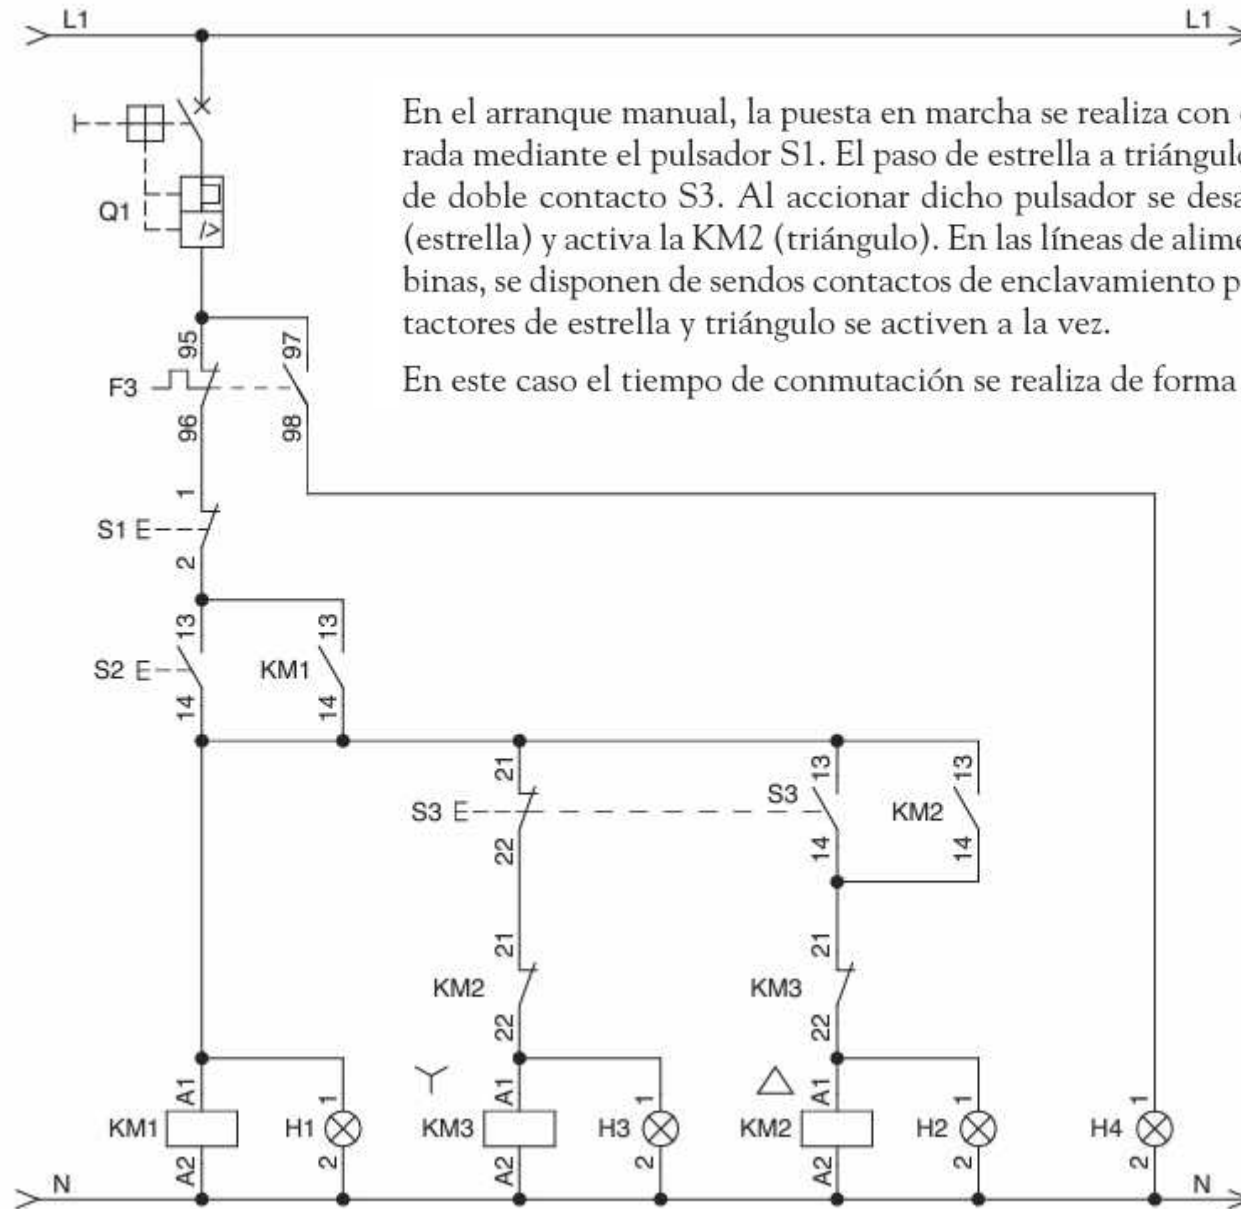 L1 L1
En el arranque manual, la puesta en marcha se realiza con
rada mediante el pulsador S1. El paso de estrella a triángulo
de doble contacto S3. Al accionar dicho pulsador se desa
(estrella) y activa la KM2 (triángulo). En las líneas de alime
binas, se disponen de sendos contactos de enclavamiento p
tactores de estrella y triángulo se activen a la vez.
En este caso el tiempo de conmutación se realiza de forma
Q1
95 97
F3
96 98
1
S1
2
13 13
S2 KM1
14 14
21 13 13
S3 S3 KM2
22 14 14
21 21
KM2 KM3
22 22
A1 1 A1 1 A1 1 1
KM1 H1 KM3 H3 KM2 H2 H4
A2 2 A2 2 A2 2 2
N N